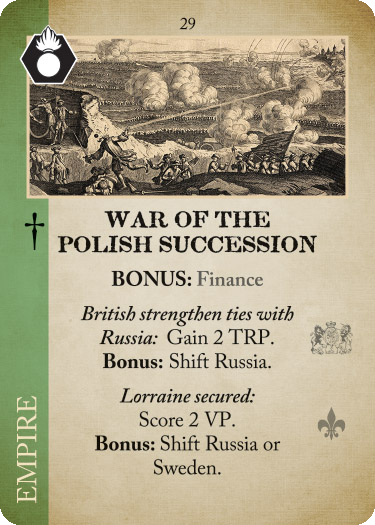 29
WAR OF THE
POLISH SUCCESSION
BONUS: Finance
British strengthen ties with
Russia: Gain 2 TRP.
Bonus: Shift Russia.
Lorraine secured:
Score 2 VP.
Bonus: Shift Russia or
Sweden.
EMPIRE